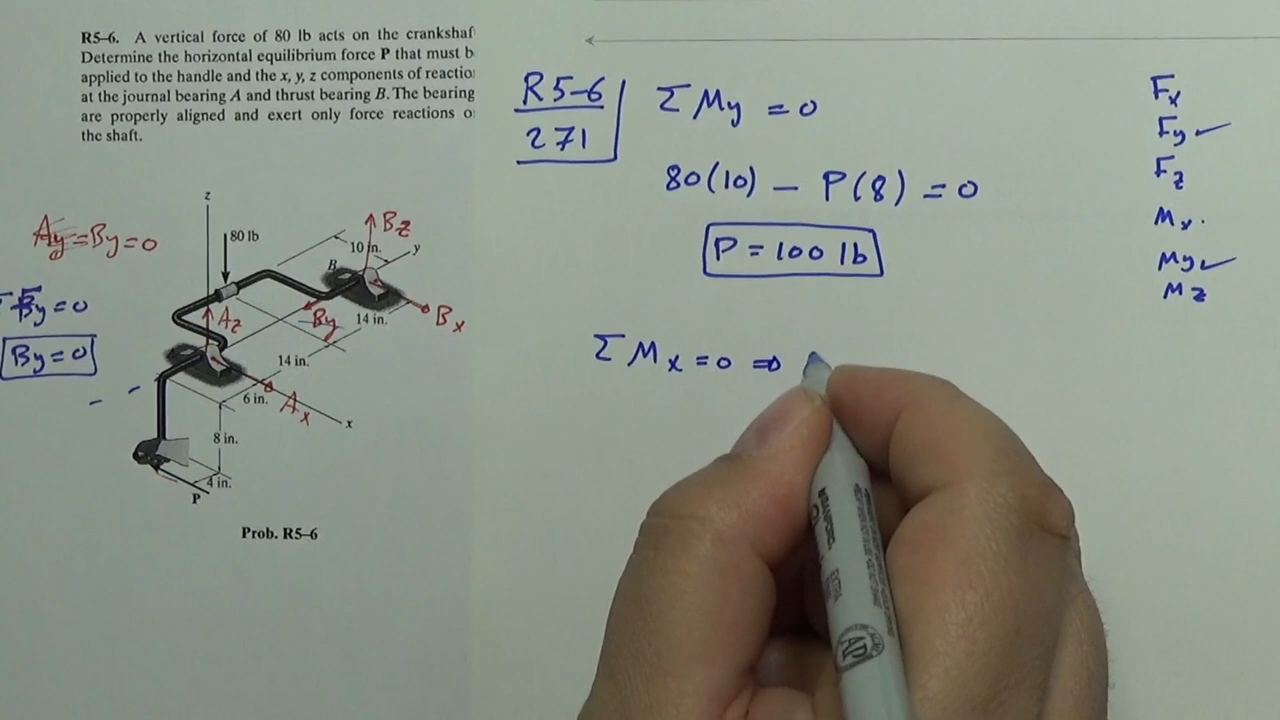 R5–6. A vertical force of 80 lb acts on the crankshaf
Determine the horizontal equilibrium force P that must b
applied to the handle and the x, y, z components of reactio
at the journal bearing A and thrust bearing B. The bearing
are properly aligned and exert only force reactions o
the shaft.
z
Ay=By=0
80 lb
Bz
10 in.
y
B
By=0
Az
By
14 in.
Bx
By=0
14 in.
6 in.
Ax
x
8 in.
4 in.
P
Prob. R5–6
R5-6
271
ΣMy = 0
80(10) – P(8) = 0
P = 100 lb
ΣMx = 0 ⇒
Fx
Fy ✓
Fz
Mx.
My ✓
Mz
SHARPIE
EXTRA
AP